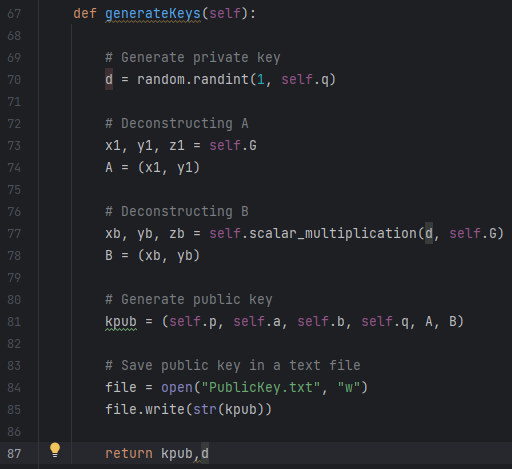 67 def generateKeys(self):
68
69 # Generate private key
70 d = random.randint(1, self.q)
71
72 # Deconstructing A
73 x1, y1, z1 = self.G
74 A = (x1, y1)
75
76 # Deconstructing B
77 xb, yb, zb = self.scalar_multiplication(d, self.G)
78 B = (xb, yb)
79
80 # Generate public key
81 kpub = (self.p, self.a, self.b, self.q, A, B)
82
83 # Save public key in a text file
84 file = open("PublicKey.txt", "w")
85 file.write(str(kpub))
86
87 return kpub,d